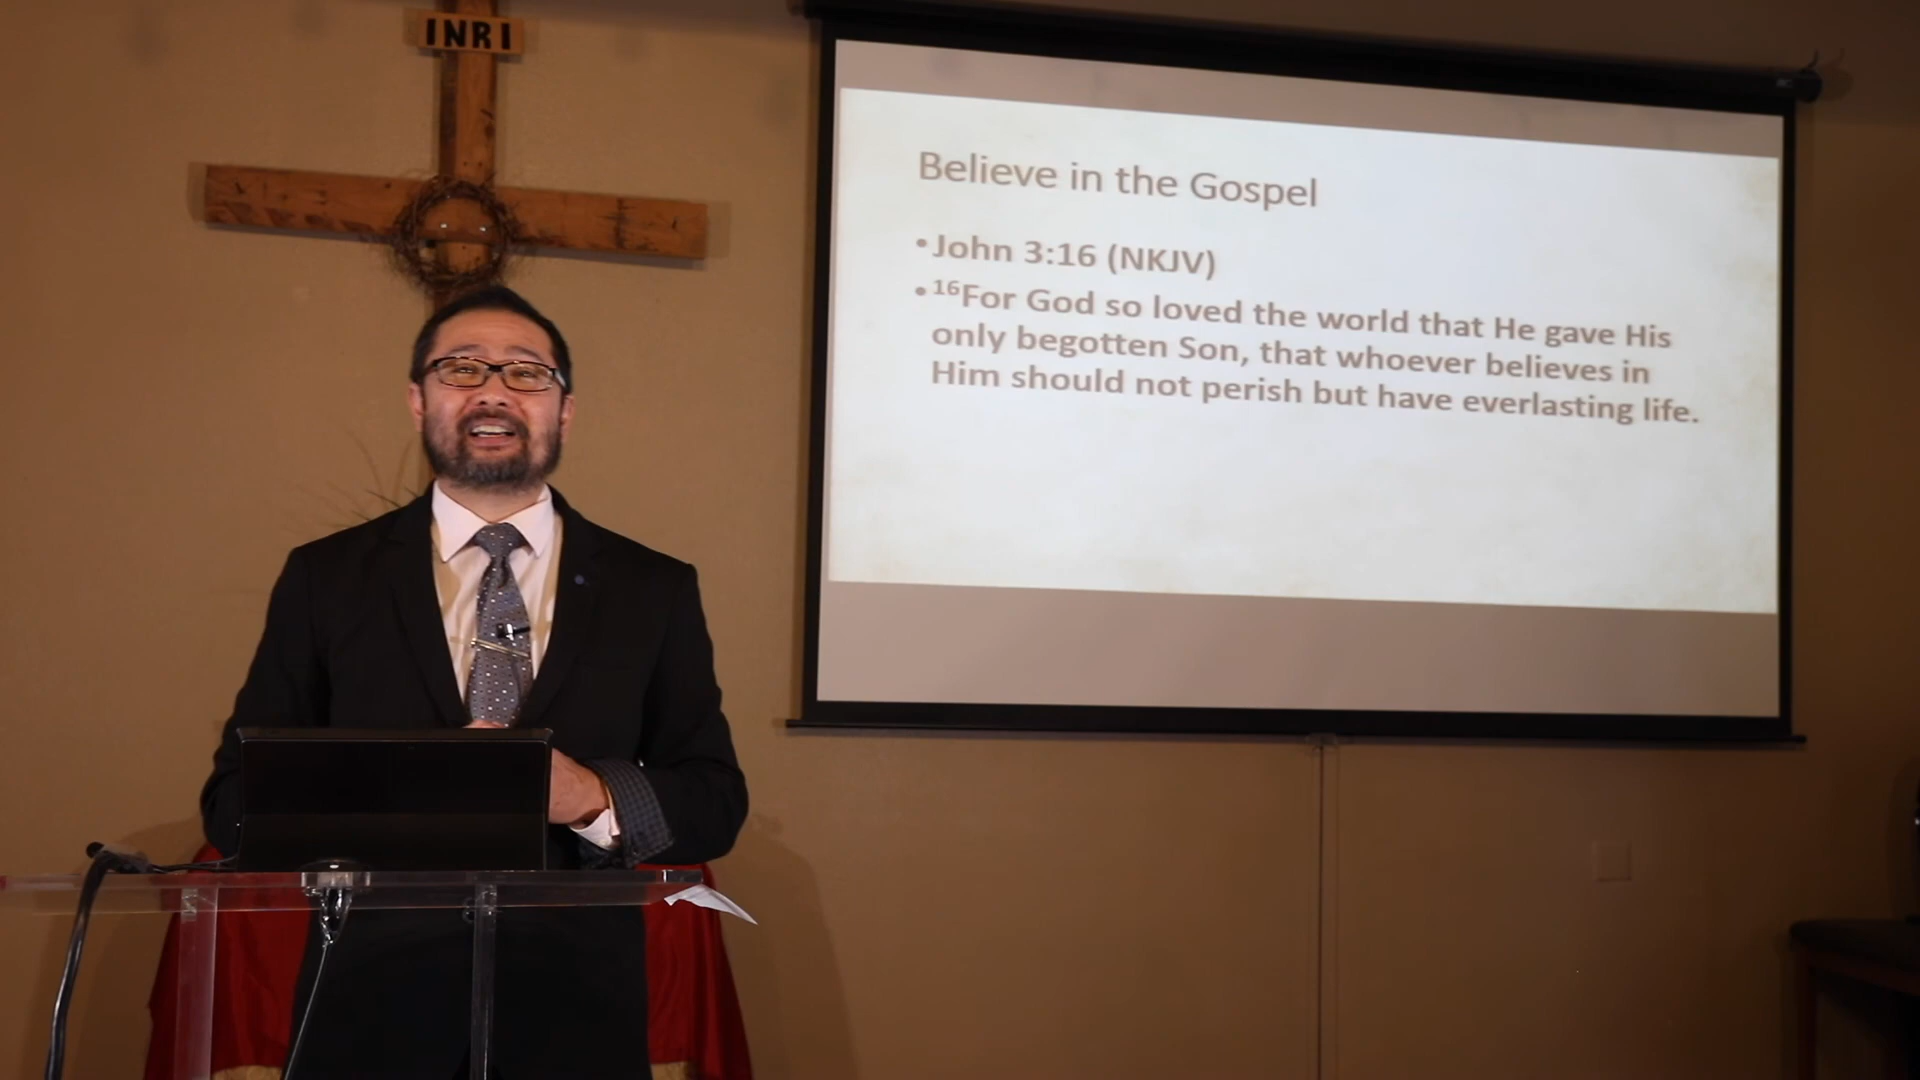 INRI
Believe in the Gospel
•John 3:16 (NKJV)
•¹⁶For God so loved the world that He gave His
only begotten Son, that whoever believes in
Him should not perish but have everlasting life.